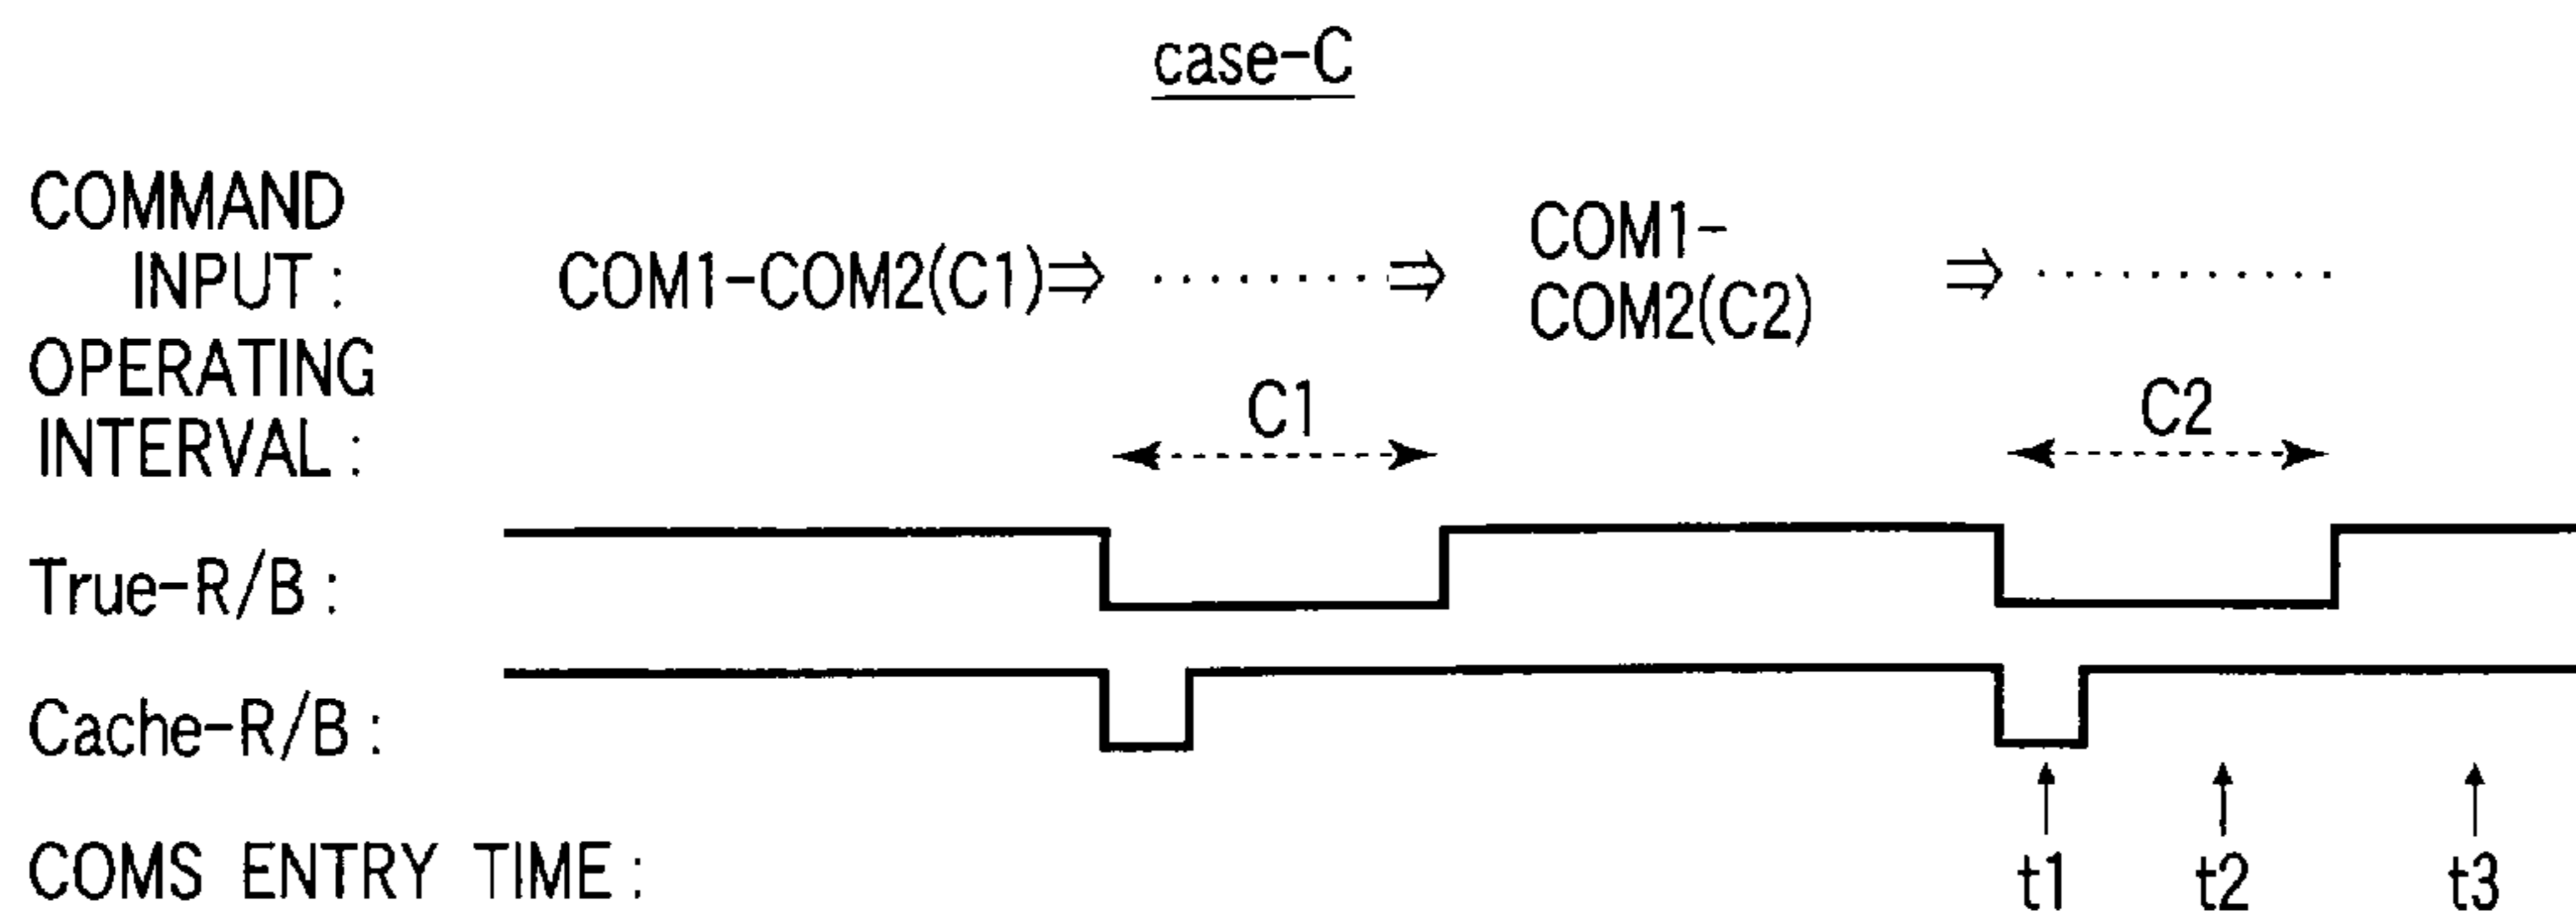 case-C
COMMAND
INPUT :
COM1-COM2(C1)⇒ ········⇒ COM1-
COM2(C2) ⇒ ···········
OPERATING
INTERVAL :
C1
C2
True-R/B :
Cache-R/B :
COMS ENTRY TIME :
t1 t2 t3